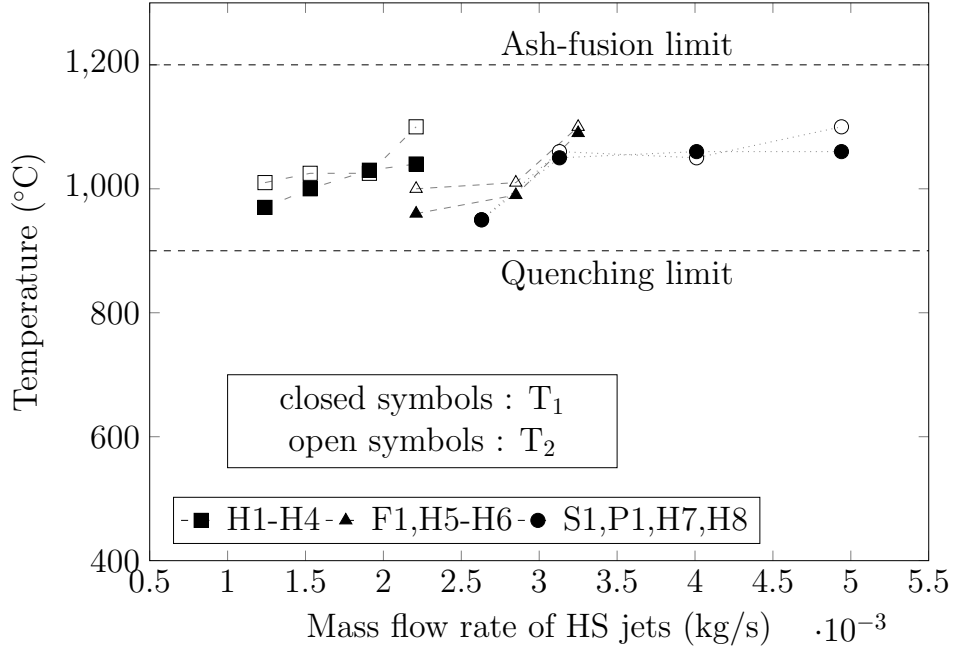 Ash-fusion limit
1,200
1,000
800
600
400
Temperature (°C)
Quenching limit
closed symbols : T₁
open symbols : T₂
H1-H4 F1,H5-H6 S1,P1,H7,H8
0.5 1 1.5 2 2.5 3 3.5 4 4.5 5 5.5
Mass flow rate of HS jets (kg/s) ·10⁻³